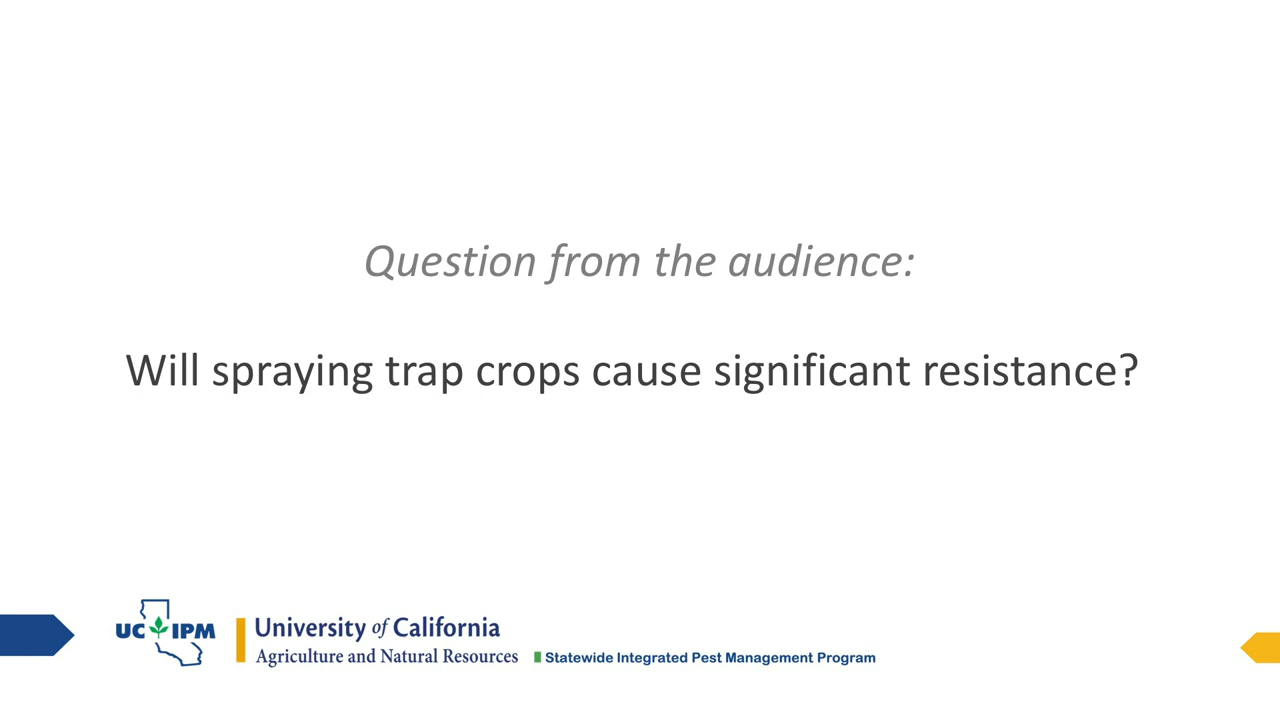 Question from the audience:
Will spraying trap crops cause significant resistance?
UC IPM
University of California
Agriculture and Natural Resources
Statewide Integrated Pest Management Program